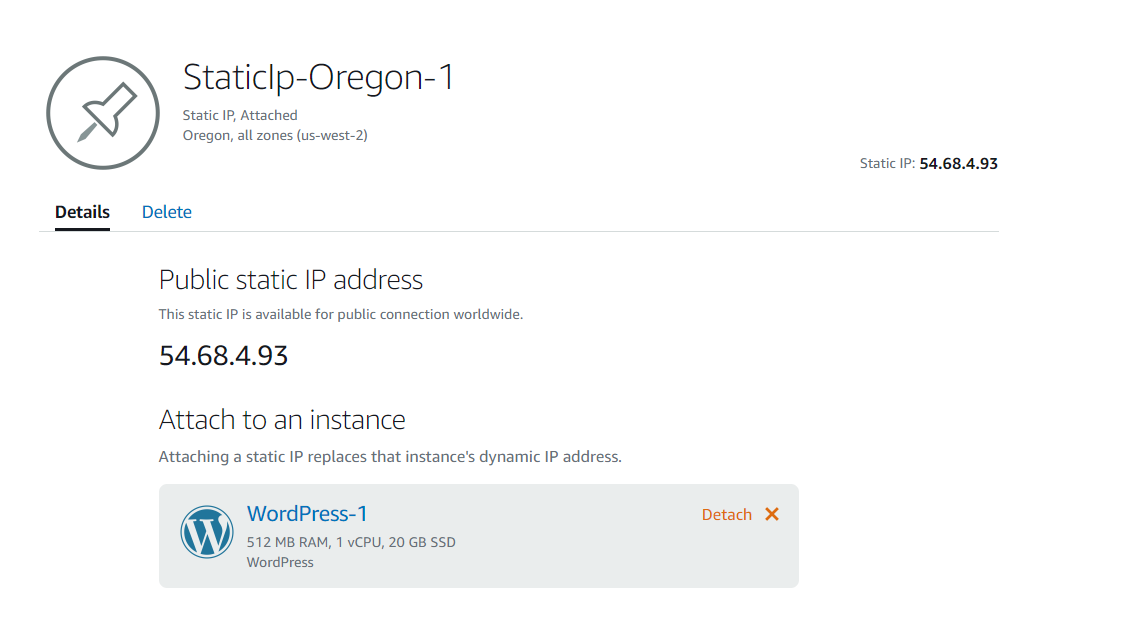 StaticIp-Oregon-1
Static IP, Attached
Oregon, all zones (us-west-2)
Static IP: 54.68.4.93
Details
Delete
Public static IP address
This static IP is available for public connection worldwide.
54.68.4.93
Attach to an instance
Attaching a static IP replaces that instance's dynamic IP address.
WordPress-1
Detach
512 MB RAM, 1 vCPU, 20 GB SSD
WordPress